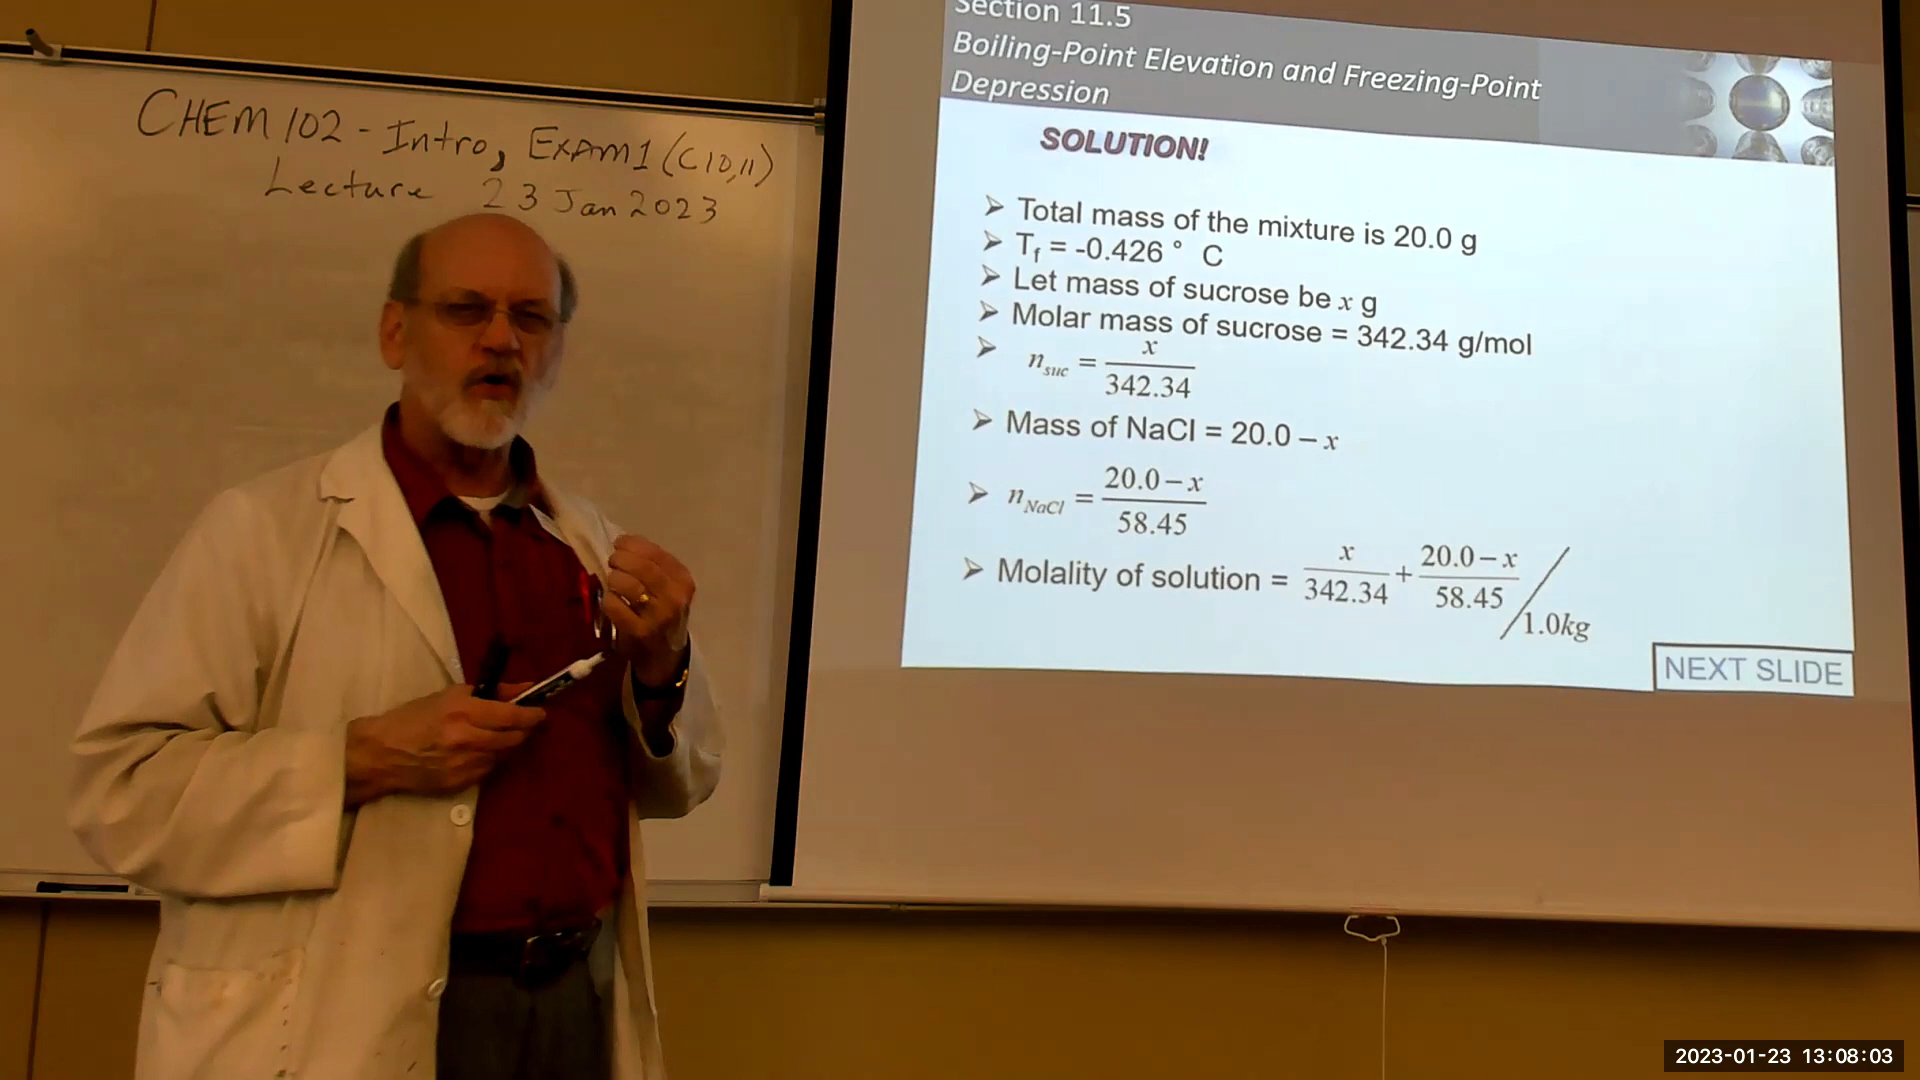 CHEM 102 - Intro, EXAM 1 (C10,11)
Lecture 23 Jan 2023
Section 11.5
Boiling-Point Elevation and Freezing-Point
Depression
SOLUTION!
➢ Total mass of the mixture is 20.0 g
➢ Tf = -0.426 ° C
➢ Let mass of sucrose be x g
➢ Molar mass of sucrose = 342.34 g/mol
➢ nsuc = x / 342.34
➢ Mass of NaCl = 20.0 – x
➢ nNaCl = 20.0 – x / 58.45
➢ Molality of solution = x / 342.34 + 20.0 – x / 58.45 / 1.0kg
NEXT SLIDE
2023-01-23 13:08:03